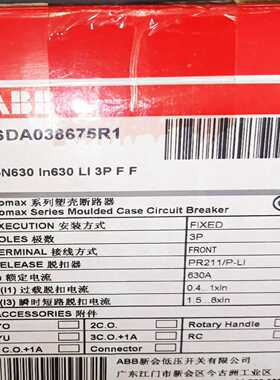 ABB
SDA038675R1
N630 In630 LI 3P F F
omax 系列塑壳断路器
omax Series Moulded Case Circuit Breaker
EXECUTION 安装方式 FIXED
POLES 极数 3P
TERMINAL 接线方式 FRONT
RELEASE 脱扣器 PR211/P-LI
额定电流 630A
(I1) 过载脱扣电流 0.4..1xIn
(I3) 瞬时短路脱扣电流 1.5..8xIn
ACCESSORIES 附件
YO 2C.O. Rotary Handle
YU 3C.O.+1A RC
C.O.+1A Connector
ABB新会低压开关有限公司
广东江门市新会区今古洲工业区